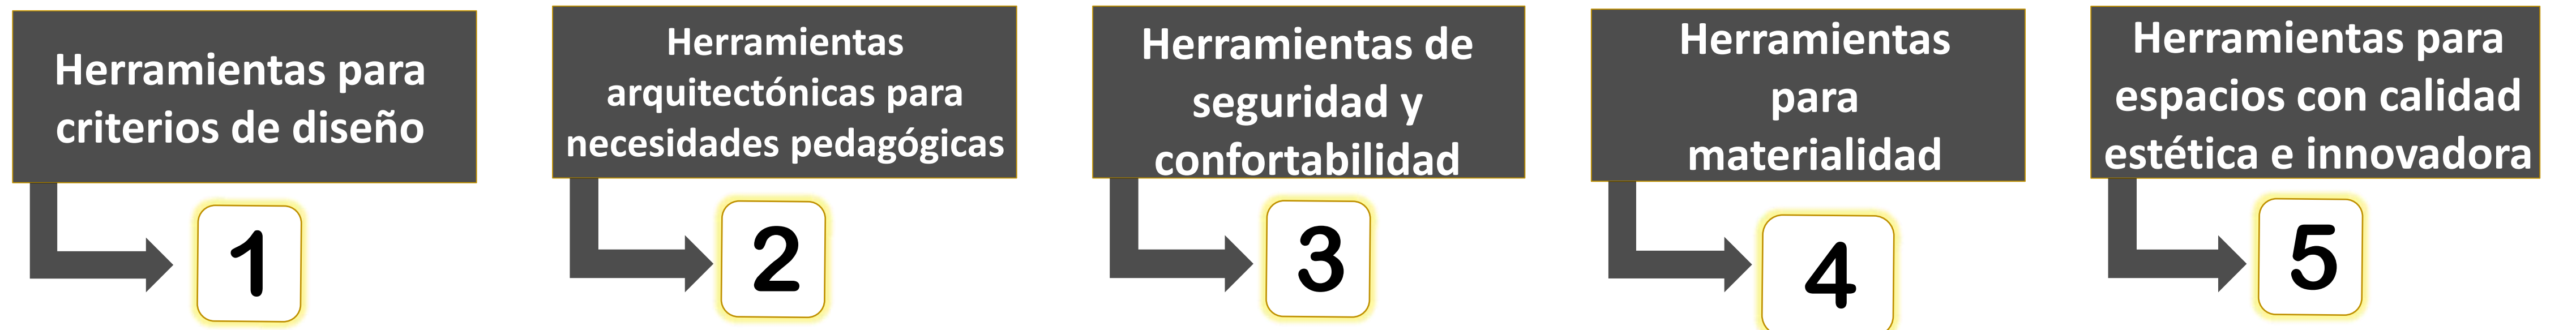 Herramientas para
criterios de diseño
1
Herramientas
arquitectónicas para
necesidades pedagógicas
2
Herramientas de
seguridad y
confortabilidad
3
Herramientas
para
materialidad
4
Herramientas para
espacios con calidad
estética e innovadora
5